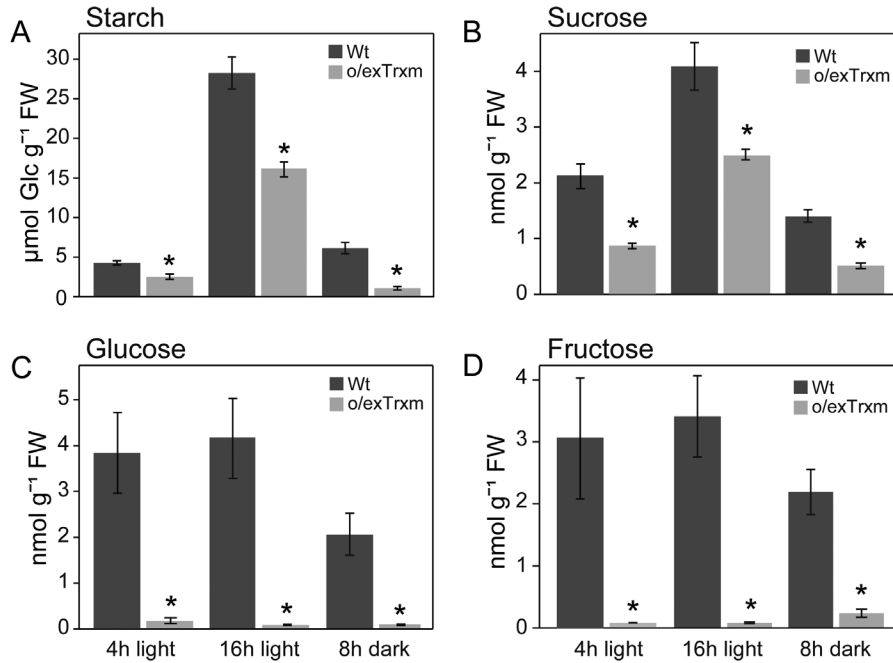 A Starch
Wt
o/exTrxm
30
25
20
15
10
5
0
µmol Glc g⁻¹ FW
*
*
*
B Sucrose
Wt
o/exTrxm
4
3
2
1
0
nmol g⁻¹ FW
*
*
*
C Glucose
Wt
o/exTrxm
5
4
3
2
1
0
nmol g⁻¹ FW
*
*
*
4h light 16h light 8h dark
D Fructose
Wt
o/exTrxm
4
3
2
1
0
nmol g⁻¹ FW
*
*
*
4h light 16h light 8h dark